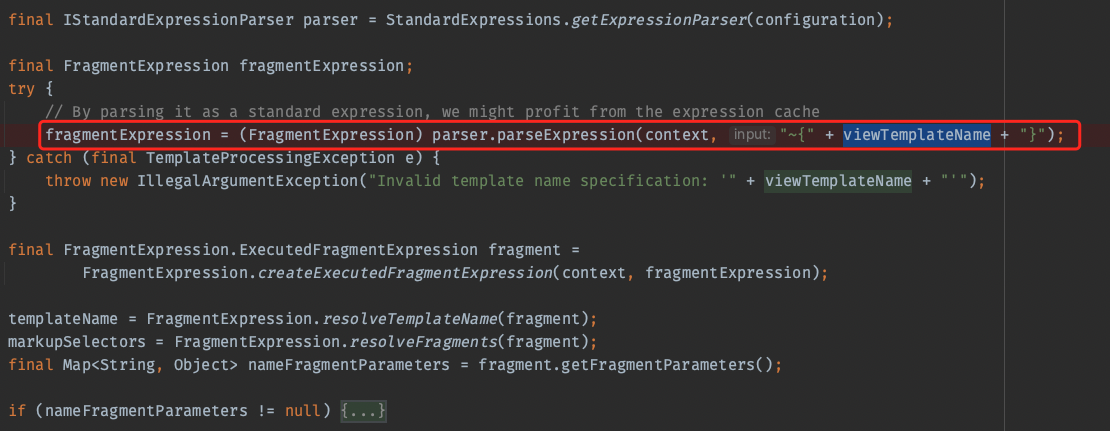 final IStandardExpressionParser parser = StandardExpressions.getExpressionParser(configuration);
final FragmentExpression fragmentExpression;
try {
// By parsing it as a standard expression, we might profit from the expression cache
fragmentExpression = (FragmentExpression) parser.parseExpression(context, input: "~{" + viewTemplateName + "}");
} catch (final TemplateProcessingException e) {
throw new IllegalArgumentException("Invalid template name specification: '" + viewTemplateName + "'");
}
final FragmentExpression.ExecutedFragmentExpression fragment =
FragmentExpression.createExecutedFragmentExpression(context, fragmentExpression);
templateName = FragmentExpression.resolveTemplateName(fragment);
markupSelectors = FragmentExpression.resolveFragments(fragment);
final Map<String, Object> nameFragmentParameters = fragment.getFragmentParameters();
if (nameFragmentParameters != null) {...}